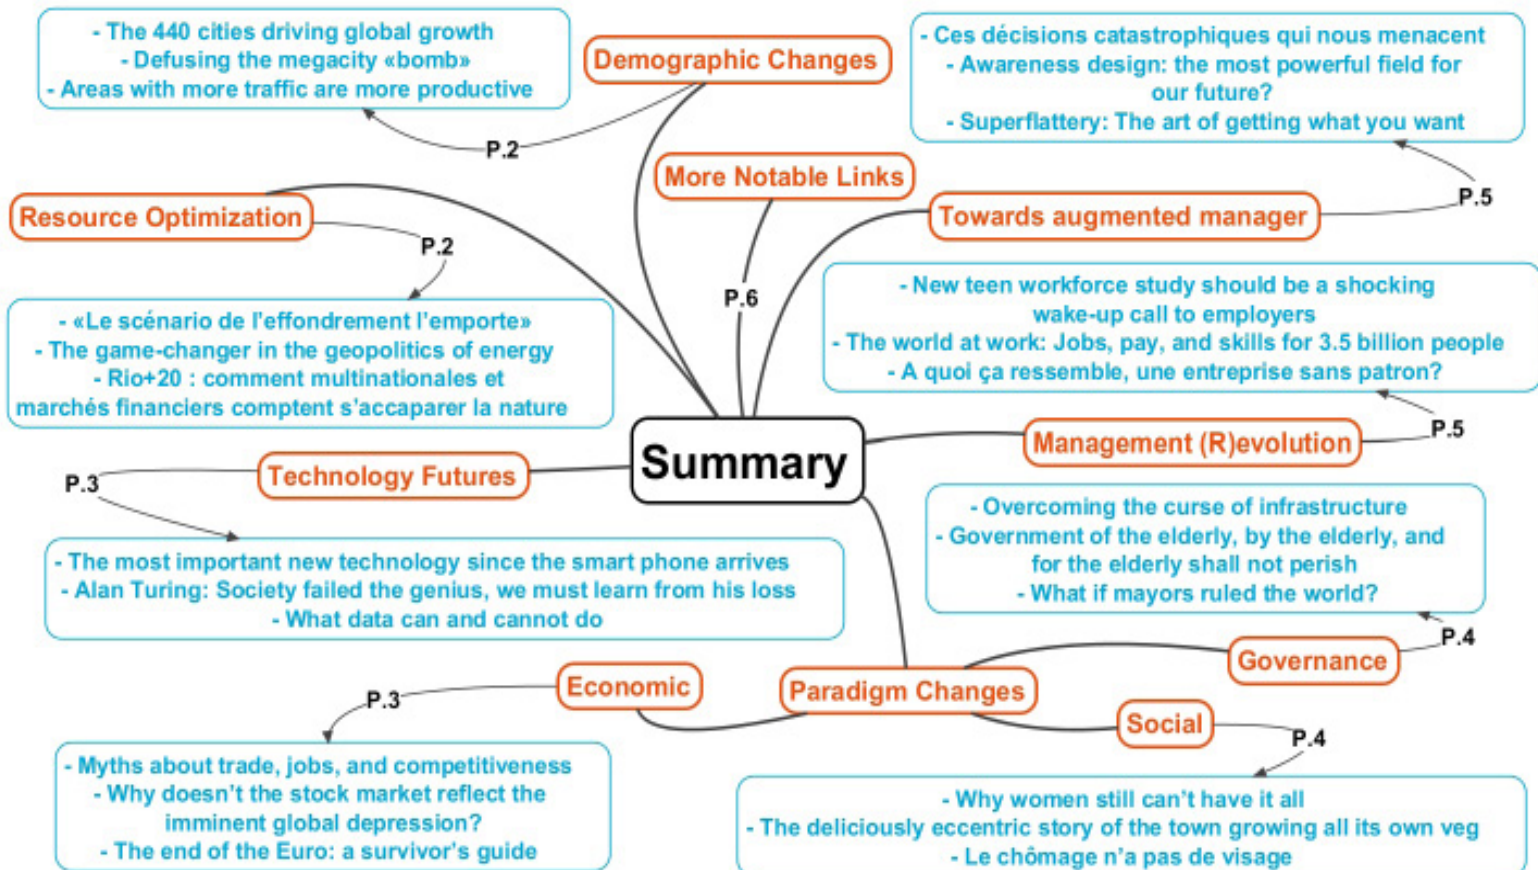 - The 440 cities driving global growth
- Defusing the megacity «bomb»
- Areas with more traffic are more productive
Demographic Changes
P.2
- Ces décisions catastrophiques qui nous menacent
- Awareness design: the most powerful field for
our future?
- Superflattery: The art of getting what you want
More Notable Links
P.6
Towards augmented manager
P.5
Resource Optimization
P.2
- «Le scénario de l'effondrement l'emporte»
- The game-changer in the geopolitics of energy
- Rio+20 : comment multinationales et
marchés financiers comptent s'accaparer la nature
- New teen workforce study should be a shocking
wake-up call to employers
- The world at work: Jobs, pay, and skills for 3.5 billion people
- A quoi ça ressemble, une entreprise sans patron?
Management (R)evolution
P.5
Summary
Technology Futures
P.3
- The most important new technology since the smart phone arrives
- Alan Turing: Society failed the genius, we must learn from his loss
- What data can and cannot do
- Overcoming the curse of infrastructure
- Government of the elderly, by the elderly, and
for the elderly shall not perish
- What if mayors ruled the world?
P.4
Governance
Paradigm Changes
Economic
P.3
Social
P.4
- Myths about trade, jobs, and competitiveness
- Why doesn't the stock market reflect the
imminent global depression?
- The end of the Euro: a survivor's guide
- Why women still can't have it all
- The deliciously eccentric story of the town growing all its own veg
- Le chômage n'a pas de visage